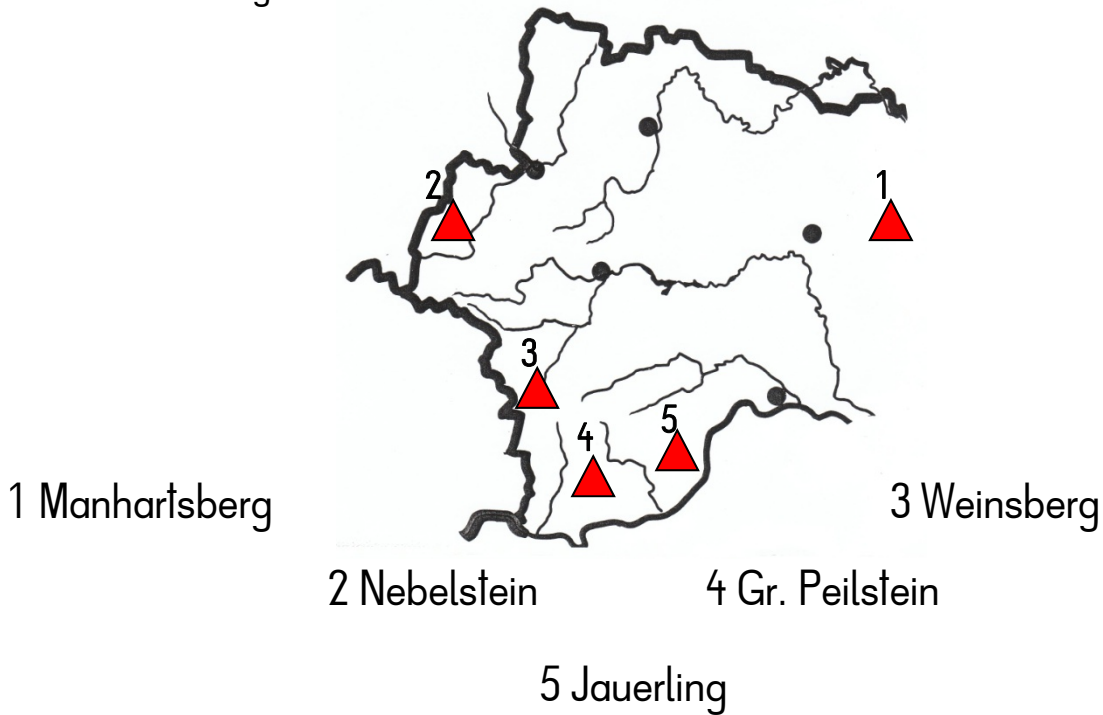 2
1
3
4
5
1 Manhartsberg
3 Weinsberg
2 Nebelstein
4 Gr. Peilstein
5 Jauerling